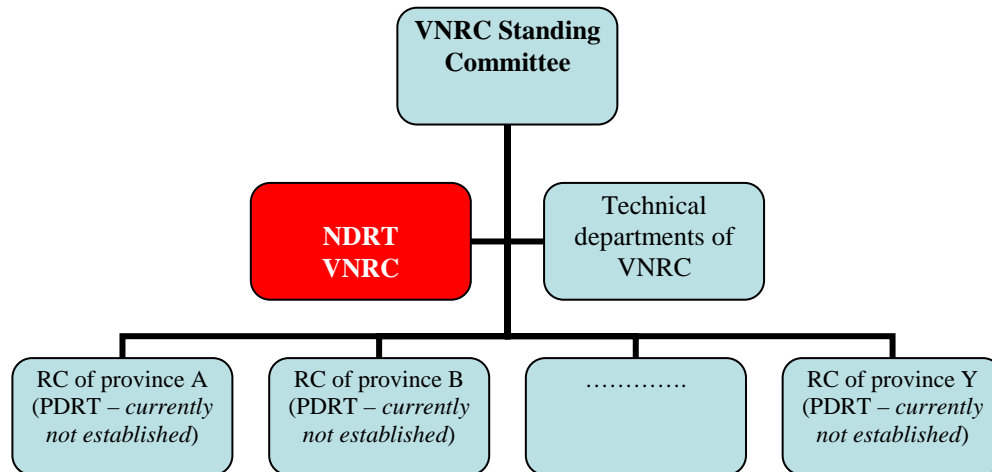 VNRC Standing
Committee
NDRT
VNRC
Technical
departments of
VNRC
RC of province A
(PDRT – currently
not established)
RC of province B
(PDRT – currently
not established)
………….
RC of province Y
(PDRT – currently
not established)